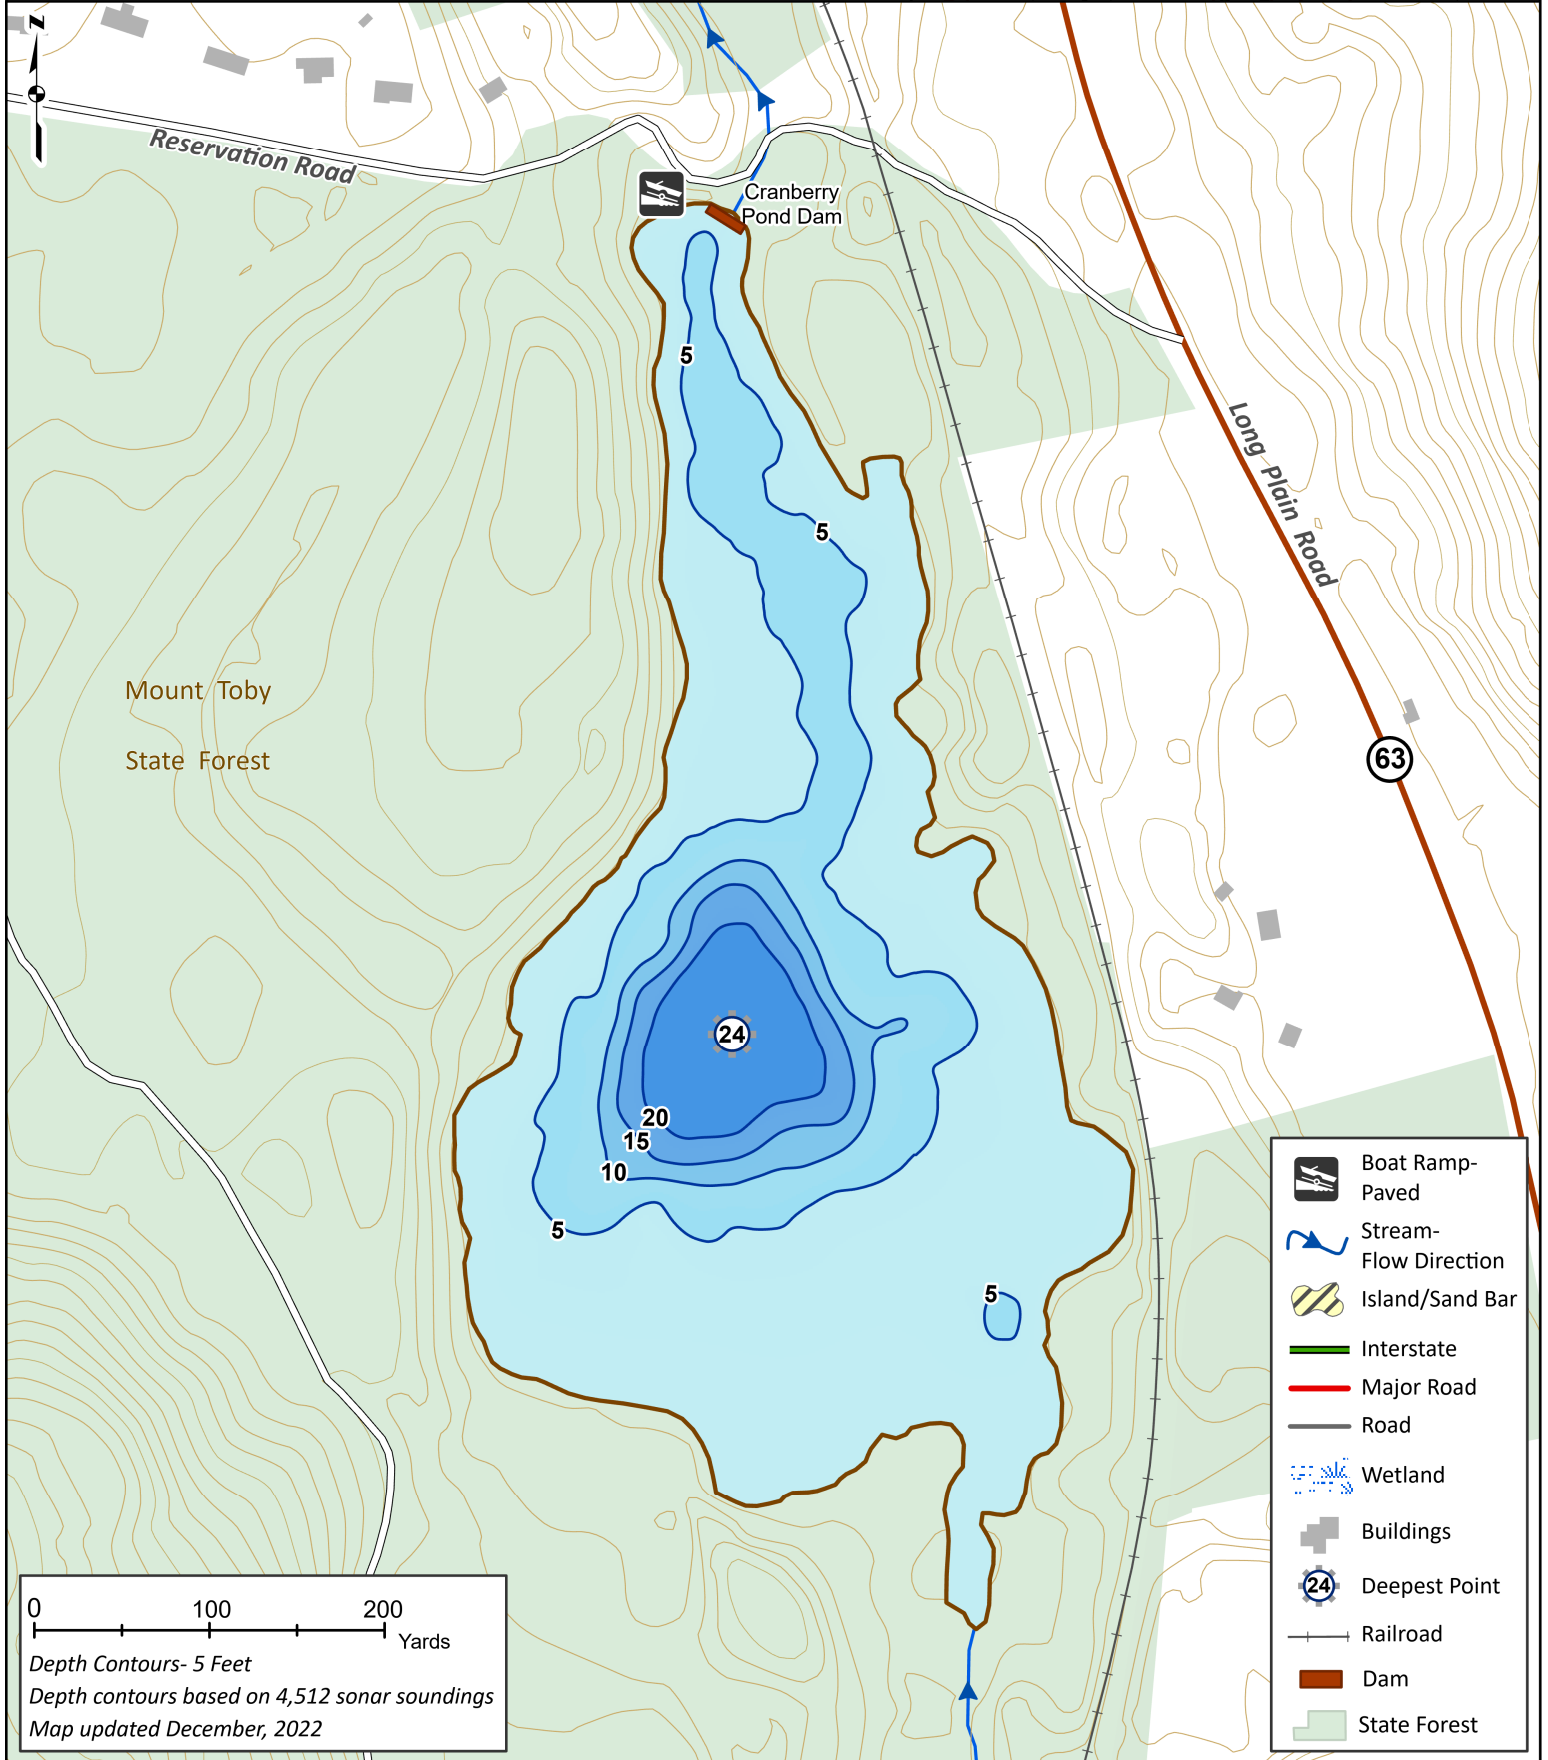 N
Reservation Road
Cranberry
Pond Dam
5
5
Long Plain Road
Mount Toby
State Forest
63
24
20
15
10
5
5
Boat Ramp-
Paved
Stream-
Flow Direction
Island/Sand Bar
Interstate
Major Road
Road
Wetland
Buildings
24 Deepest Point
Railroad
Dam
State Forest
0 100 200
Yards
Depth Contours- 5 Feet
Depth contours based on 4,512 sonar soundings
Map updated December, 2022